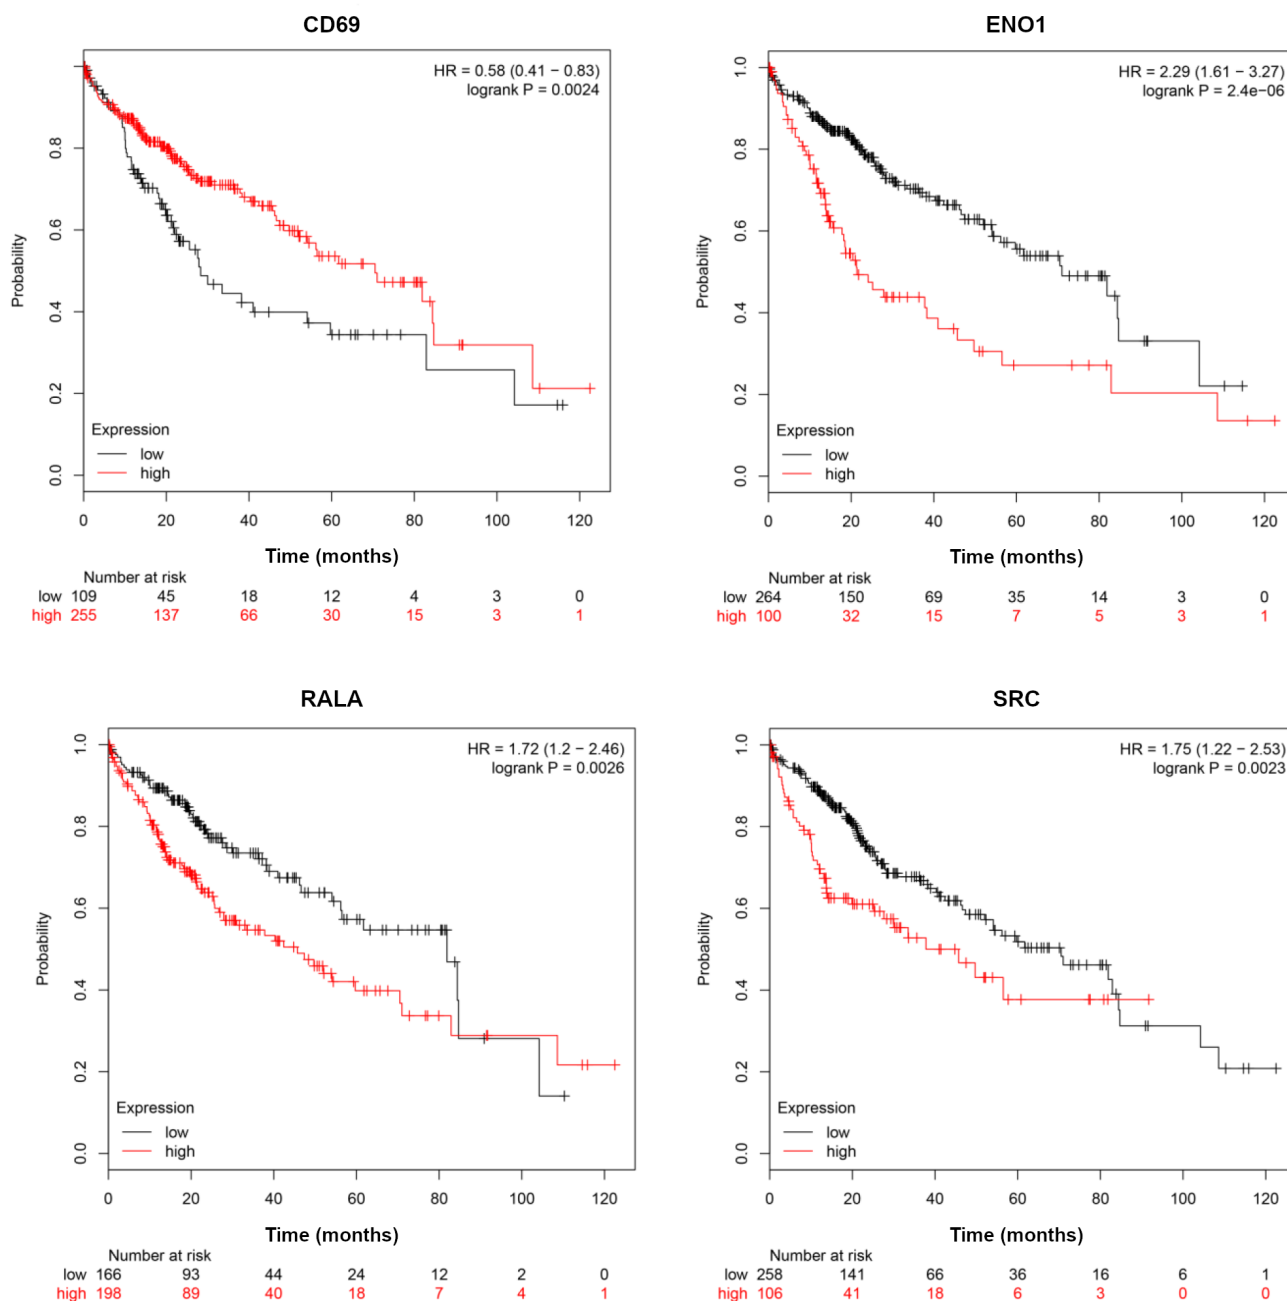 CD69
HR = 0.58 (0.41 − 0.83)
logrank P = 0.0024
Probability
0.0 0.2 0.4 0.6 0.8 1.0
Expression
low
high
0 20 40 60 80 100 120
Time (months)
Number at risk
low 109 45 18 12 4 3 0
high 255 137 66 30 15 3 1
ENO1
HR = 2.29 (1.61 − 3.27)
logrank P = 2.4e−06
Probability
0.0 0.2 0.4 0.6 0.8 1.0
Expression
low
high
0 20 40 60 80 100 120
Time (months)
Number at risk
low 264 150 69 35 14 3 0
high 100 32 15 7 5 3 1
RALA
HR = 1.72 (1.2 − 2.46)
logrank P = 0.0026
Probability
0.0 0.2 0.4 0.6 0.8 1.0
Expression
low
high
0 20 40 60 80 100 120
Time (months)
Number at risk
low 166 93 44 24 12 2 0
high 198 89 40 18 7 4 1
SRC
HR = 1.75 (1.22 − 2.53)
logrank P = 0.0023
Probability
0.0 0.2 0.4 0.6 0.8 1.0
Expression
low
high
0 20 40 60 80 100 120
Time (months)
Number at risk
low 258 141 66 36 16 6 1
high 106 41 18 6 3 0 0